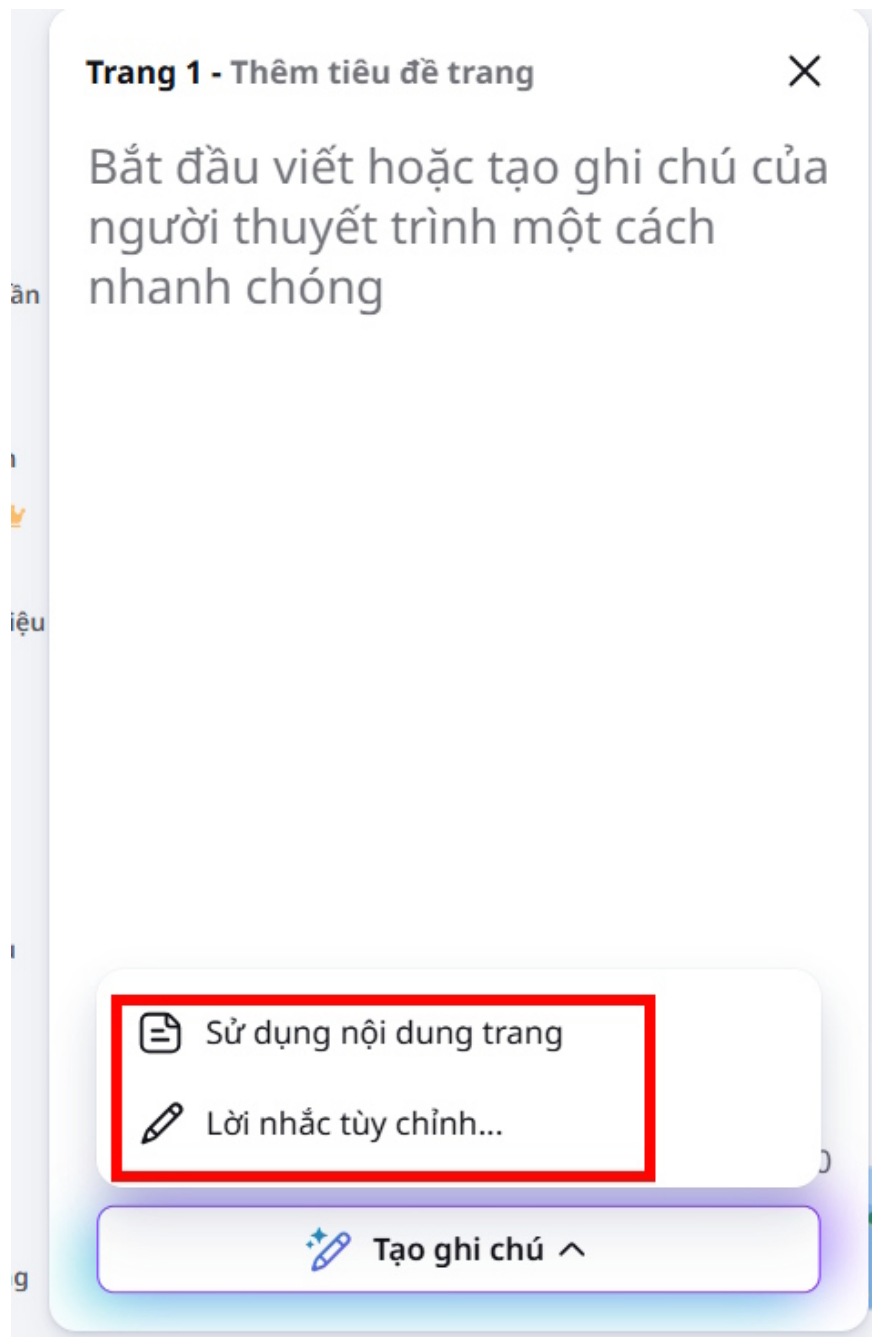 Trang 1 - Thêm tiêu đề trang
Bắt đầu viết hoặc tạo ghi chú của
người thuyết trình một cách
nhanh chóng
Sử dụng nội dung trang
Lời nhắc tùy chỉnh...
Tạo ghi chú